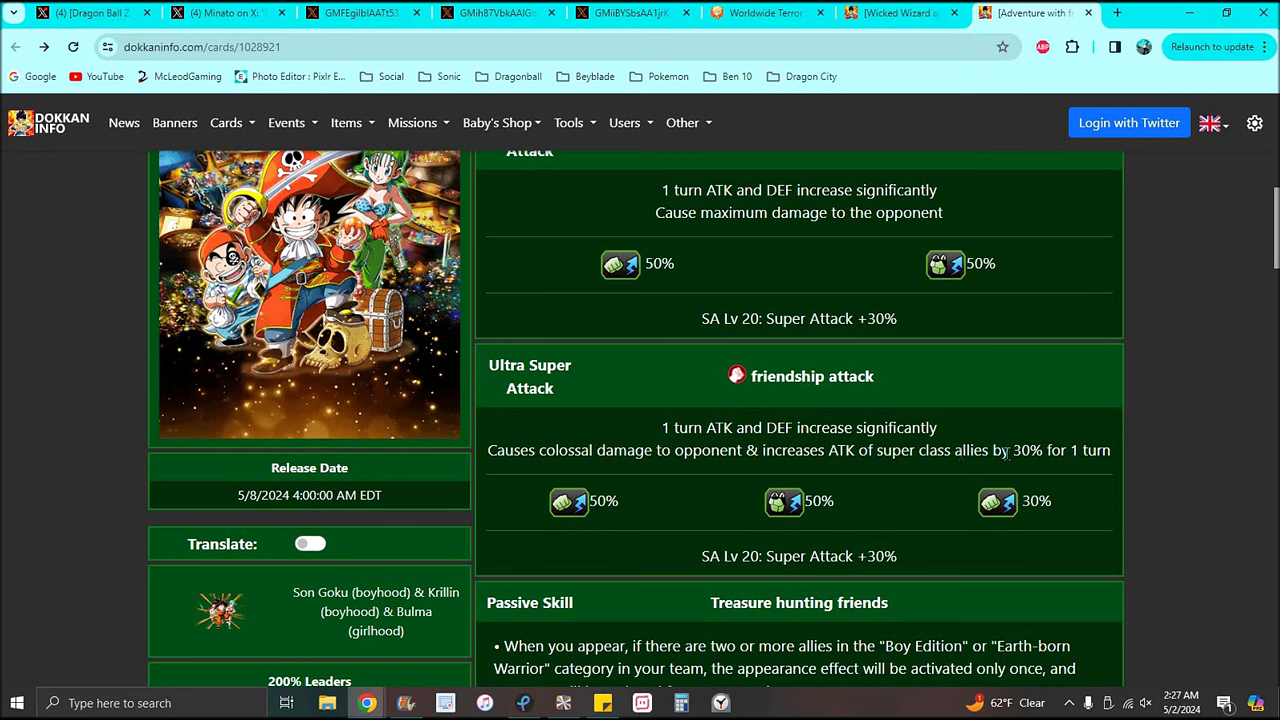 (4) [Dragon Ball Z
(4) Minato on X: "
GMFEgilbIAATt53
GMih87VbkAAlGo
GMiiBYSbsAA1jrK
Worldwide Terror
[Wicked Wizard a
[Adventure with f
dokkaninfo.com/cards/1028921
ABP
Relaunch to update
Google
YouTube
McLeodGaming
Photo Editor : Pixlr E...
Social
Sonic
Dragonball
Beyblade
Pokemon
Ben 10
Dragon City
DOKKAN INFO
News
Banners
Cards
Events
Items
Missions
Baby's Shop
Tools
Users
Other
Login with Twitter
Attack
1 turn ATK and DEF increase significantly
Cause maximum damage to the opponent
50%
50%
SA Lv 20: Super Attack +30%
Ultra Super
Attack
friendship attack
1 turn ATK and DEF increase significantly
Causes colossal damage to opponent & increases ATK of super class allies by 30% for 1 turn
50%
50%
30%
SA Lv 20: Super Attack +30%
Passive Skill
Treasure hunting friends
• When you appear, if there are two or more allies in the "Boy Edition" or "Earth-born
Warrior" category in your team, the appearance effect will be activated only once, and
Release Date
5/8/2024 4:00:00 AM EDT
Translate:
Son Goku (boyhood) & Krillin
(boyhood) & Bulma
(girlhood)
200% Leaders
Type here to search
62°F Clear
2:27 AM
5/2/2024